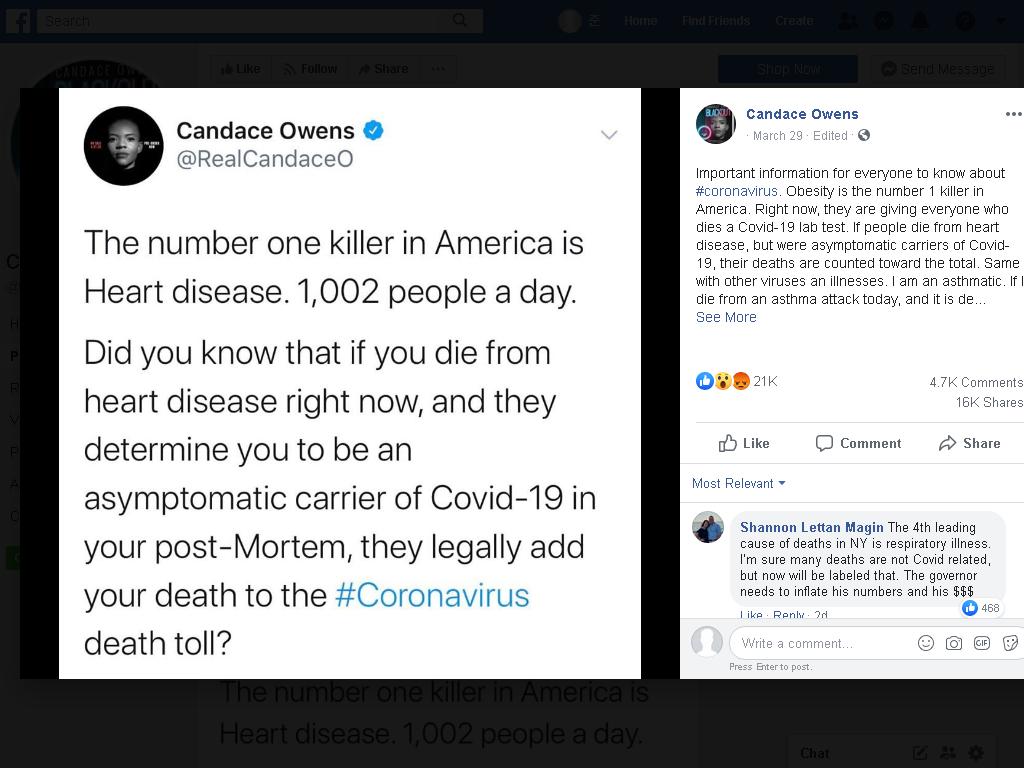 Search
존
Home
Find Friends
Create
CANDACE OW
BLACKOUT
Like
Follow
Share
Shop Now
Send Message
Candace Owens
@RealCandaceO
The number one killer in America is
Heart disease. 1,002 people a day.
Did you know that if you die from
heart disease right now, and they
determine you to be an
asymptomatic carrier of Covid-19 in
your post-Mortem, they legally add
your death to the #Coronavirus
death toll?
Candace Owens
· March 29 · Edited ·
Important information for everyone to know about
#coronavirus. Obesity is the number 1 killer in
America. Right now, they are giving everyone who
dies a Covid-19 lab test. If people die from heart
disease, but were asymptomatic carriers of Covid-
19, their deaths are counted toward the total. Same
with other viruses an illnesses. I am an asthmatic. If I
die from an asthma attack today, and it is de...
See More
21K
4.7K Comments
16K Shares
Like
Comment
Share
Most Relevant
Shannon Lettan Magin The 4th leading
cause of deaths in NY is respiratory illness.
I'm sure many deaths are not Covid related,
but now will be labeled that. The governor
needs to inflate his numbers and his $$$
468
Like · Reply · 2d
Write a comment...
GIF
Press Enter to post.
The number one killer in America is
Heart disease. 1,002 people a day.
Chat